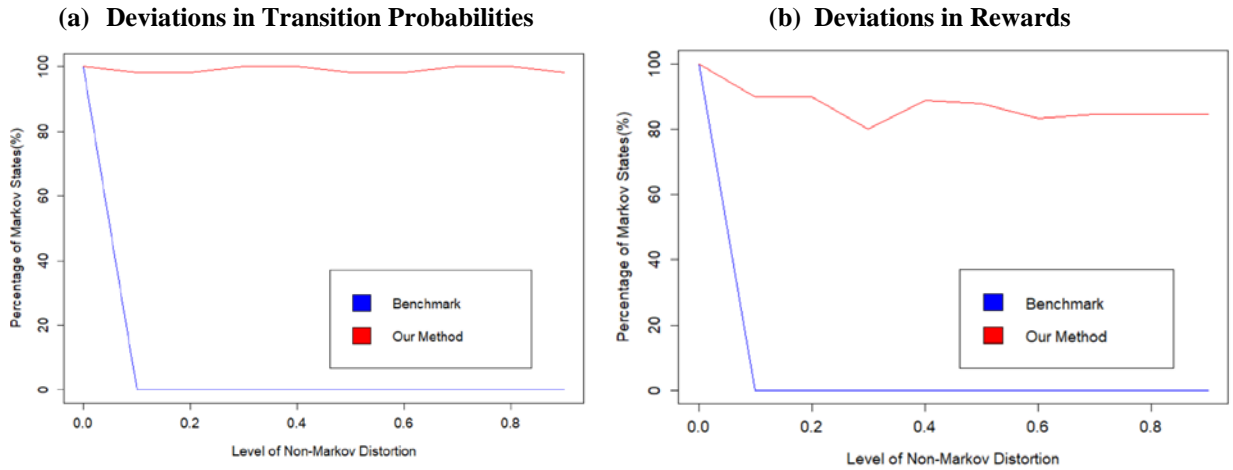 (a) Deviations in Transition Probabilities
Percentage of Markov States(%)
100
80
60
40
20
0
Benchmark
Our Method
0.0 0.2 0.4 0.6 0.8
Level of Non-Markov Distortion
(b) Deviations in Rewards
Percentage of Markov States(%)
100
80
60
40
20
0
Benchmark
Our Method
0.0 0.2 0.4 0.6 0.8
Level of Non-Markov Distortion